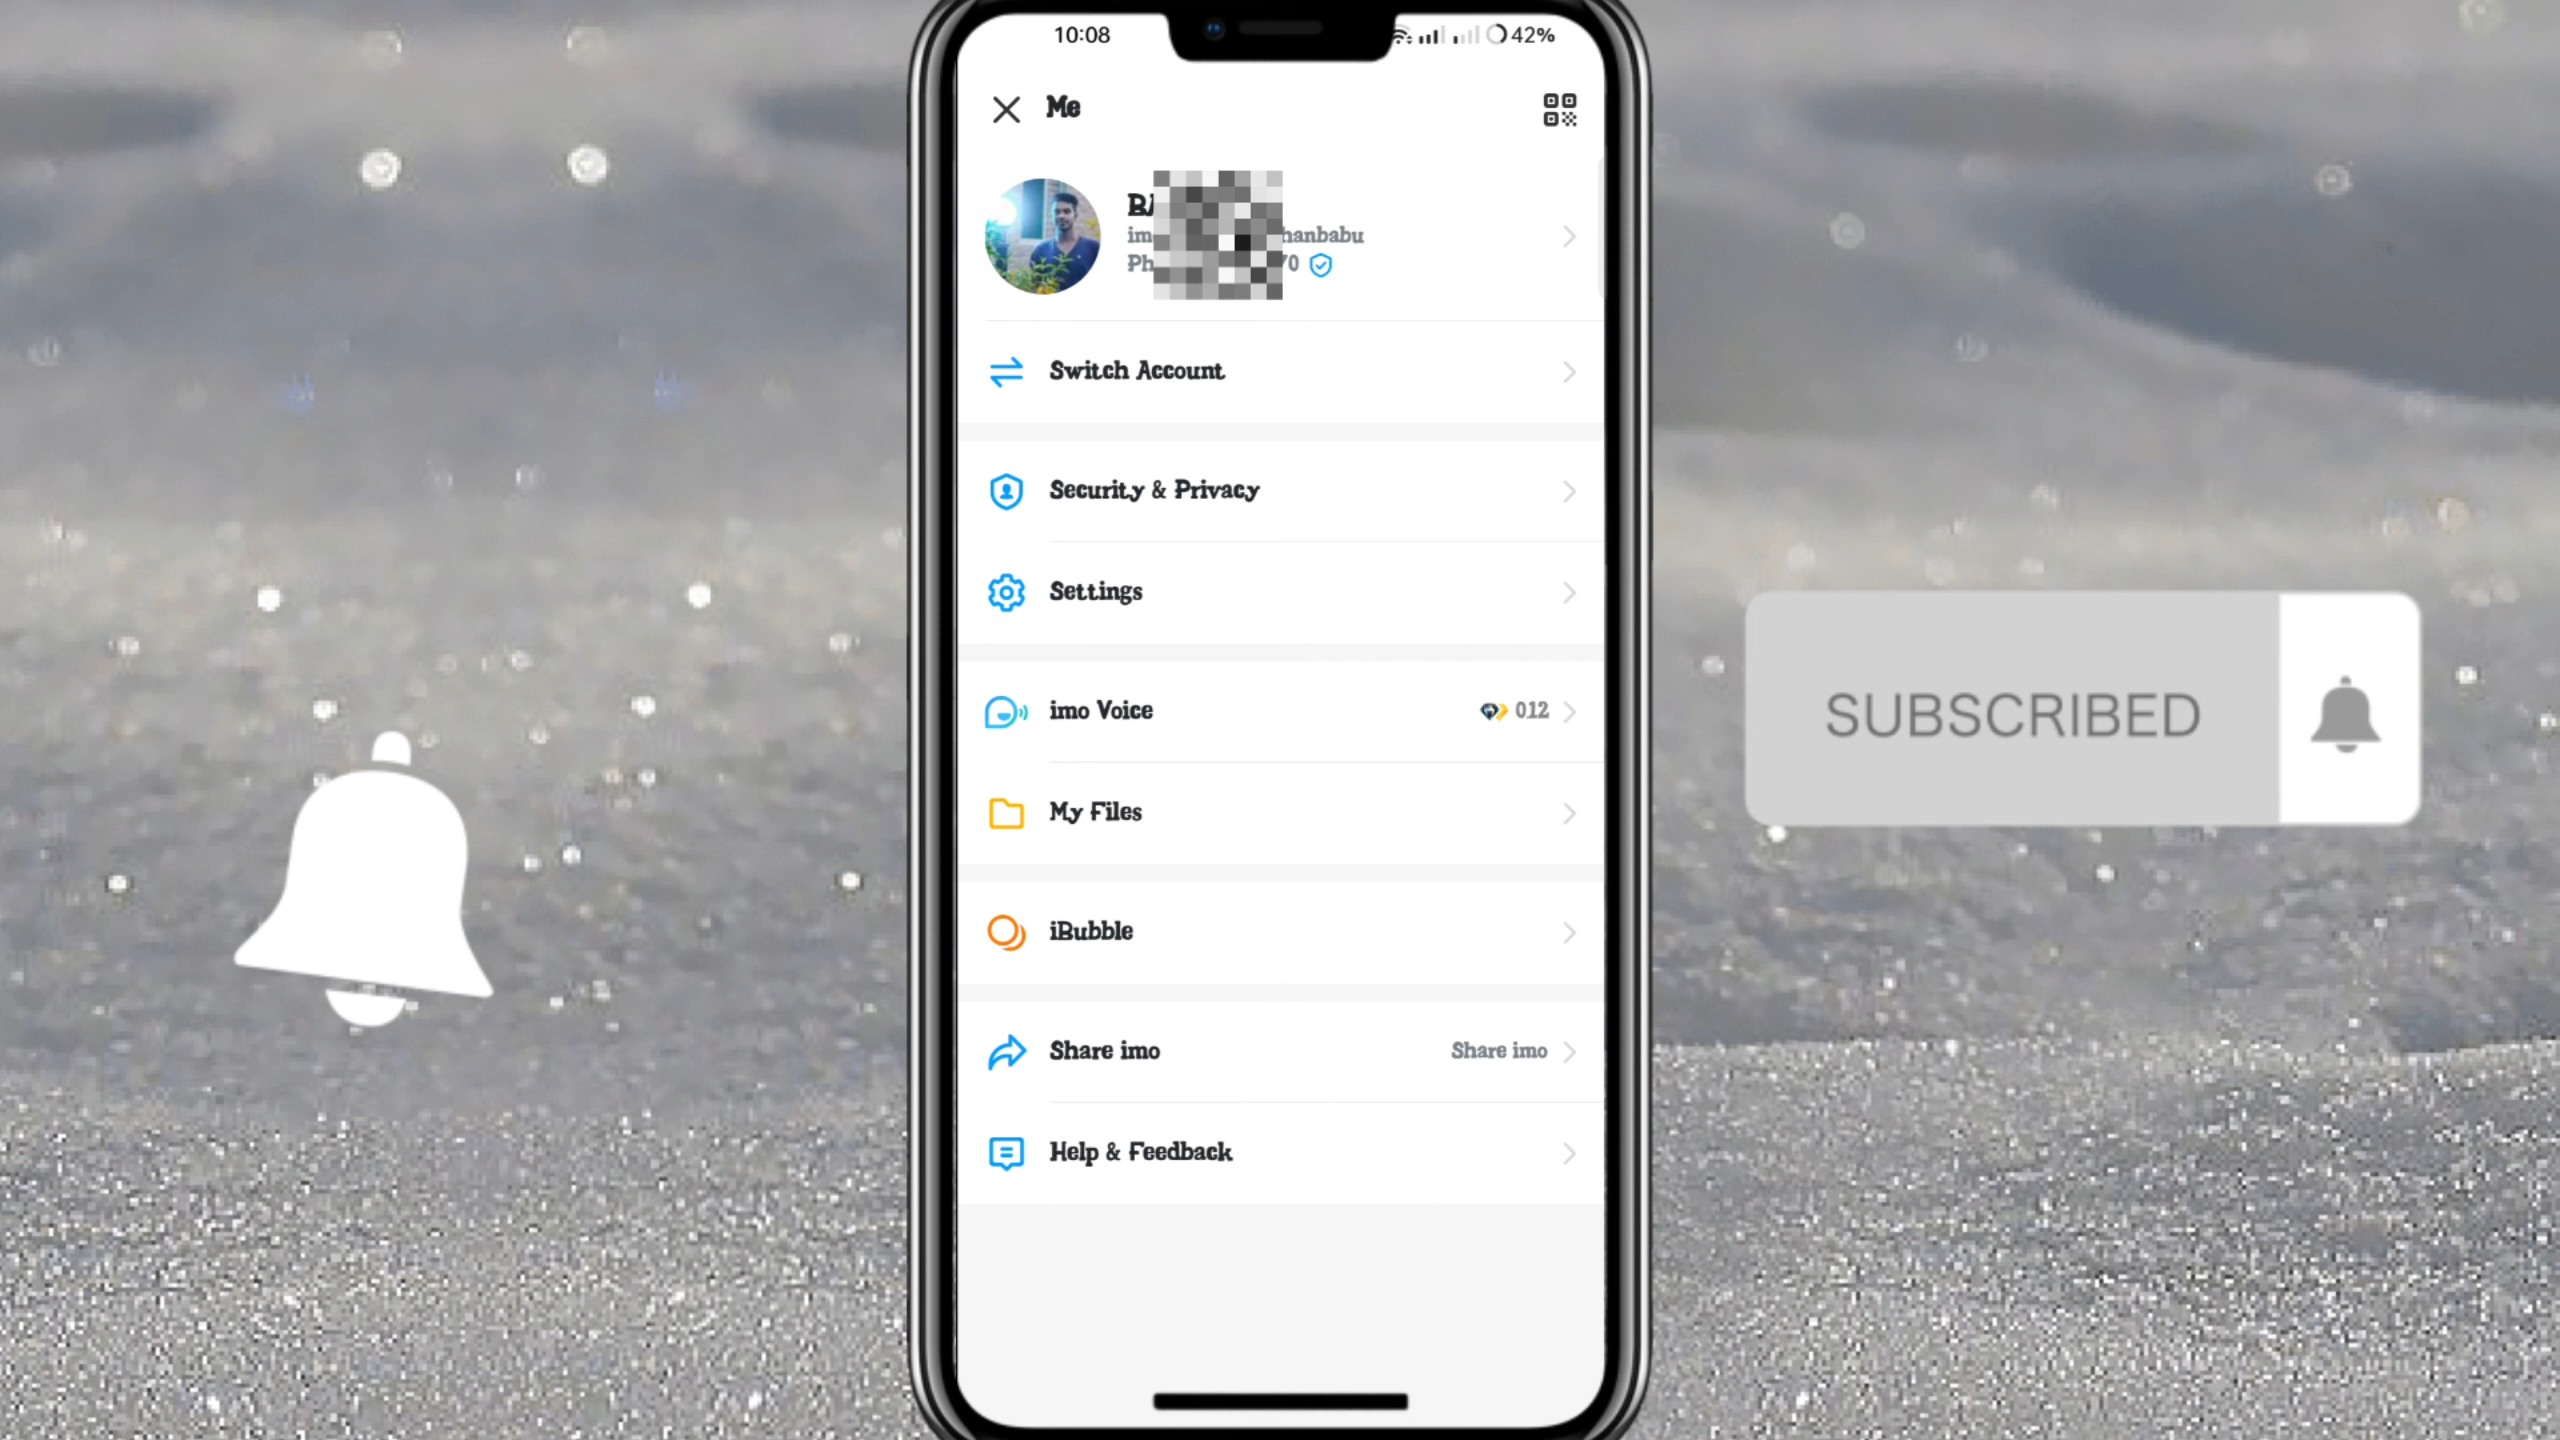 10:08
42%
Me
Switch Account
Security & Privacy
Settings
imo Voice
012
My Files
iBubble
Share imo
Share imo
Help & Feedback
SUBSCRIBED